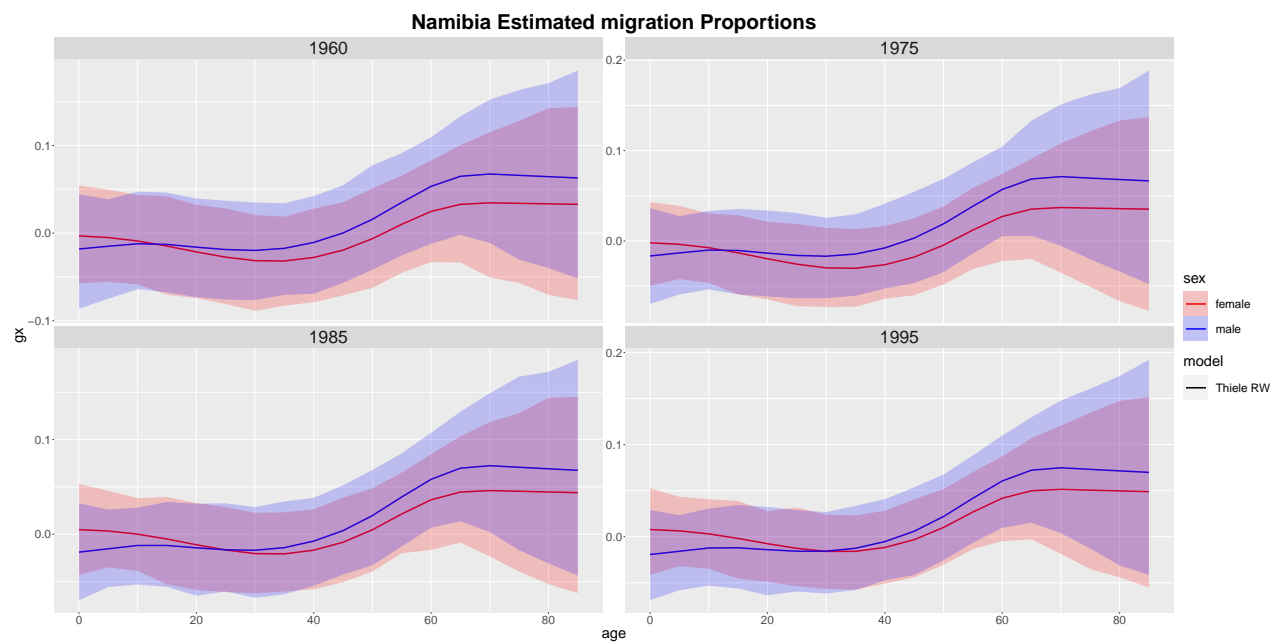 Namibia Estimated migration Proportions
1960
1975
0.1
0.0
−0.1
0.2
0.1
0.0
1985
1995
0.1
0.0
0.2
0.1
0.0
0 20 40 60 80
0 20 40 60 80
gx
age
sex
female
male
model
Thiele RW